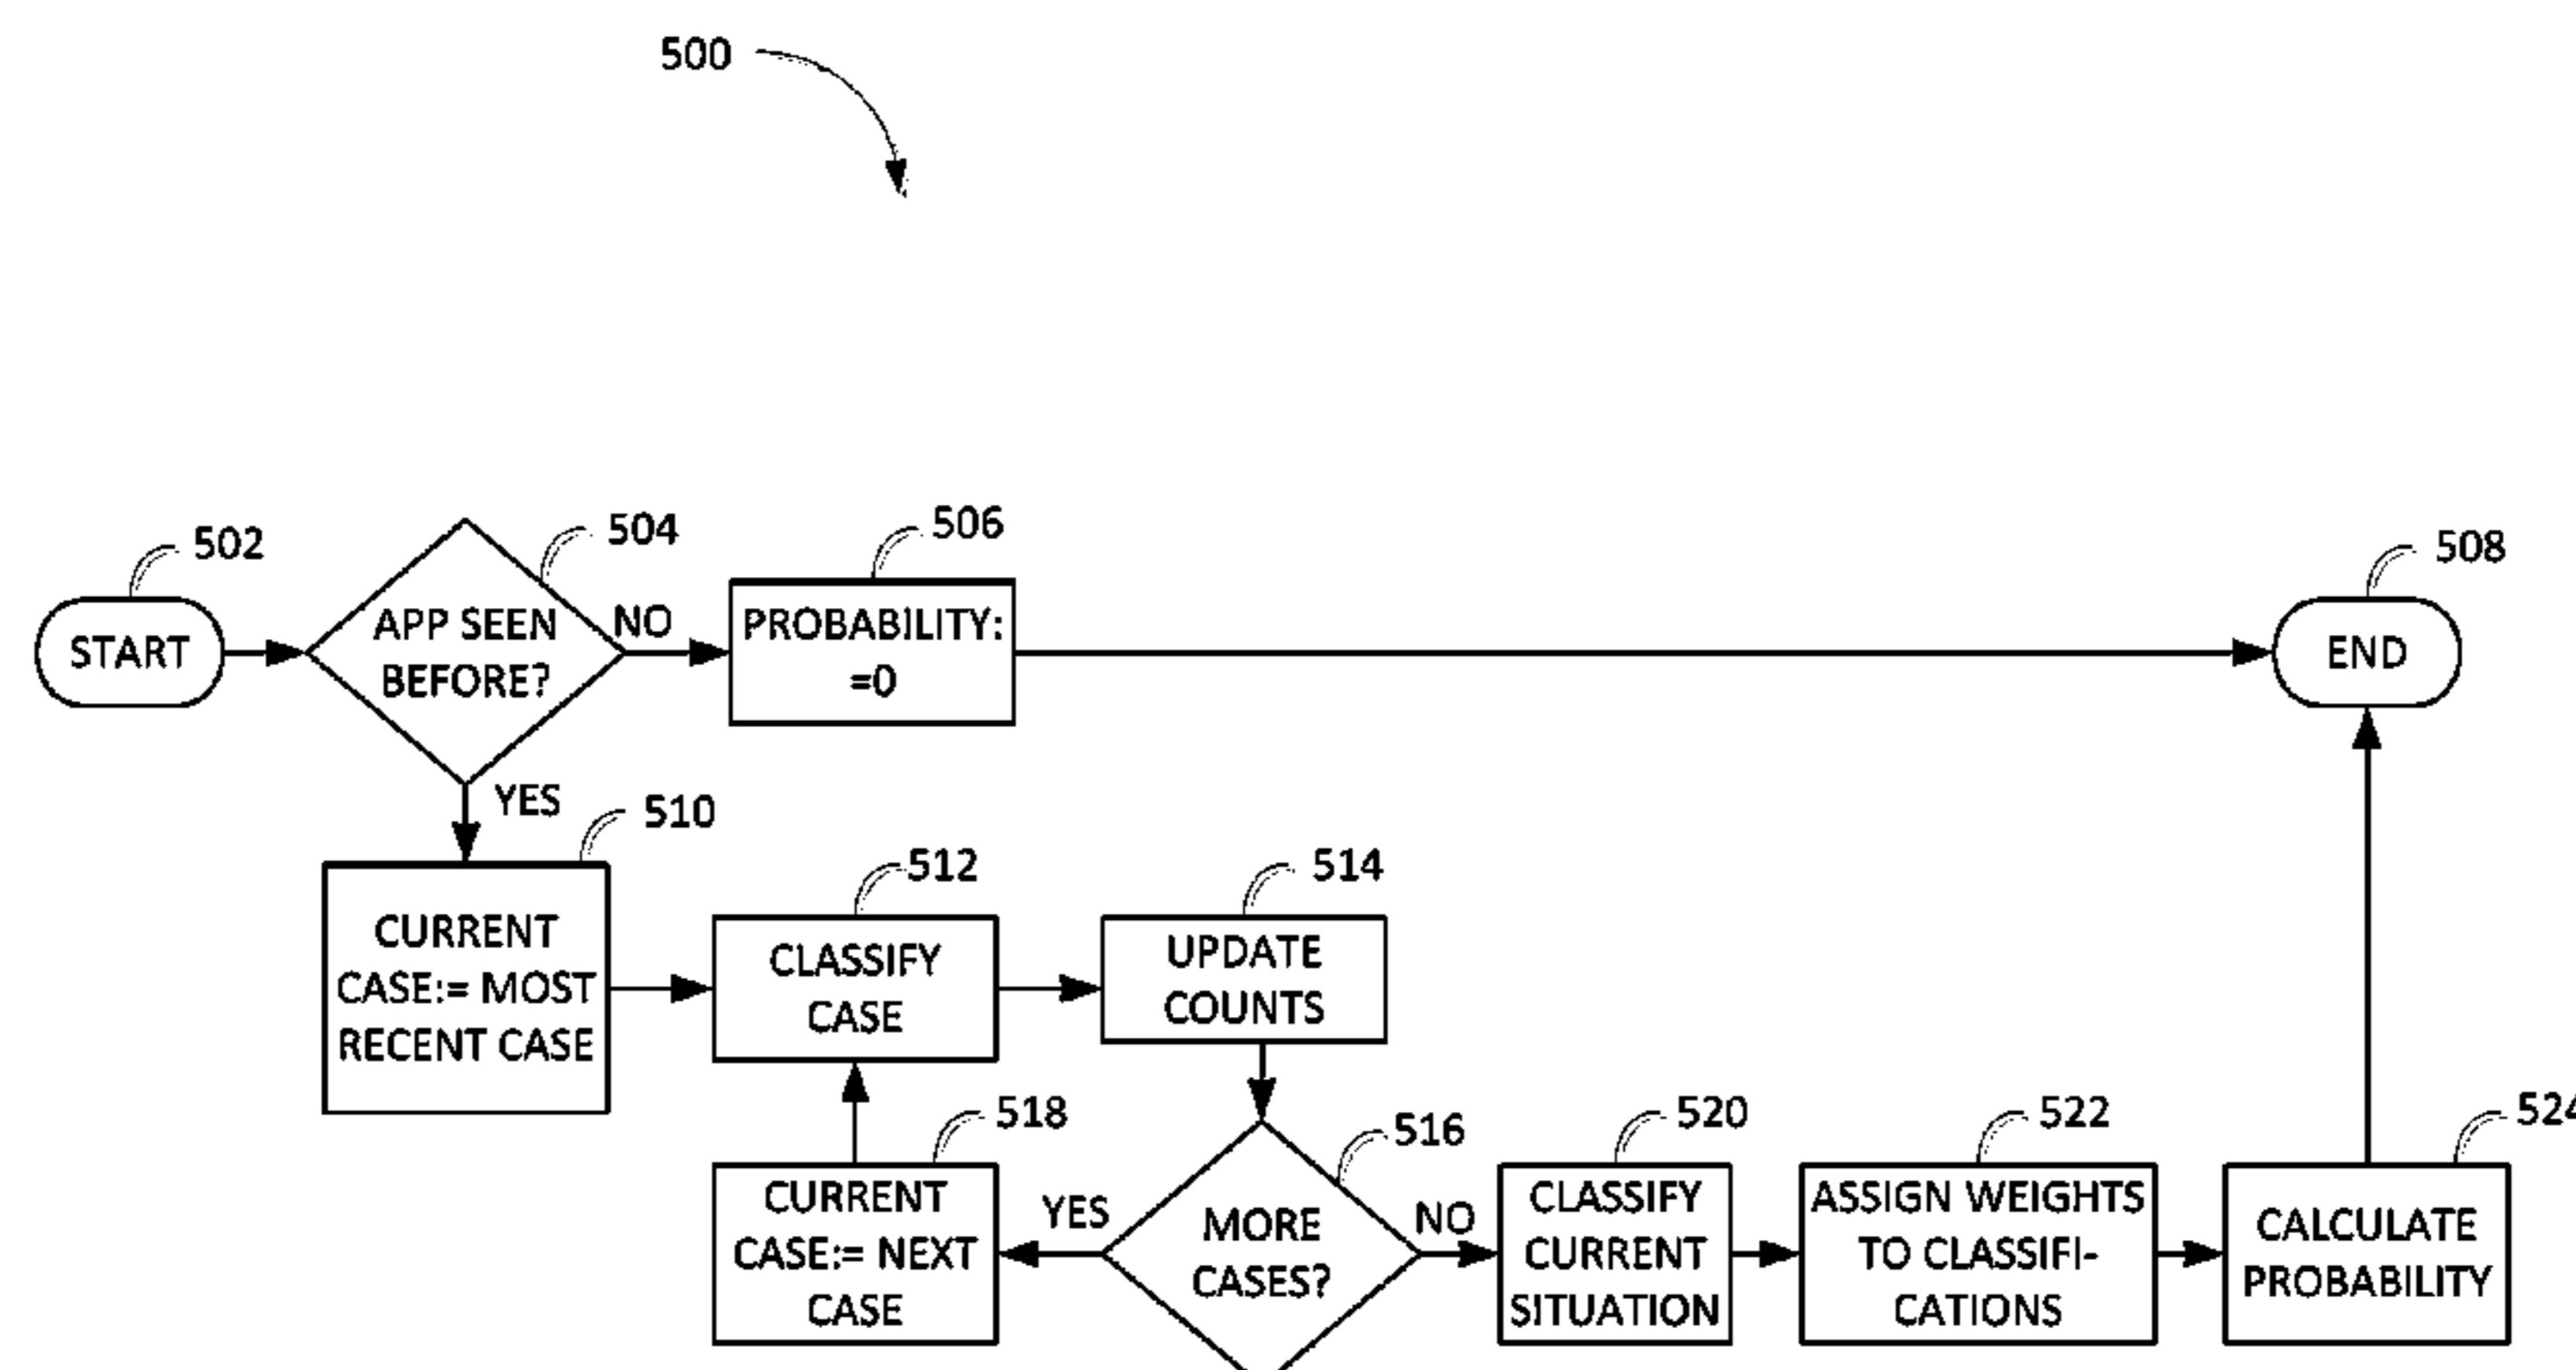 500
502
504
506
508
START
APP SEEN
BEFORE?
NO
PROBABILITY:
=0
END
YES
510
512
514
CURRENT
CASE:= MOST
RECENT CASE
CLASSIFY
CASE
UPDATE
COUNTS
518
516
520
522
524
CURRENT
CASE:= NEXT
CASE
YES
MORE
CASES?
NO
CLASSIFY
CURRENT
SITUATION
ASSIGN WEIGHTS
TO CLASSIFI-
CATIONS
CALCULATE
PROBABILITY